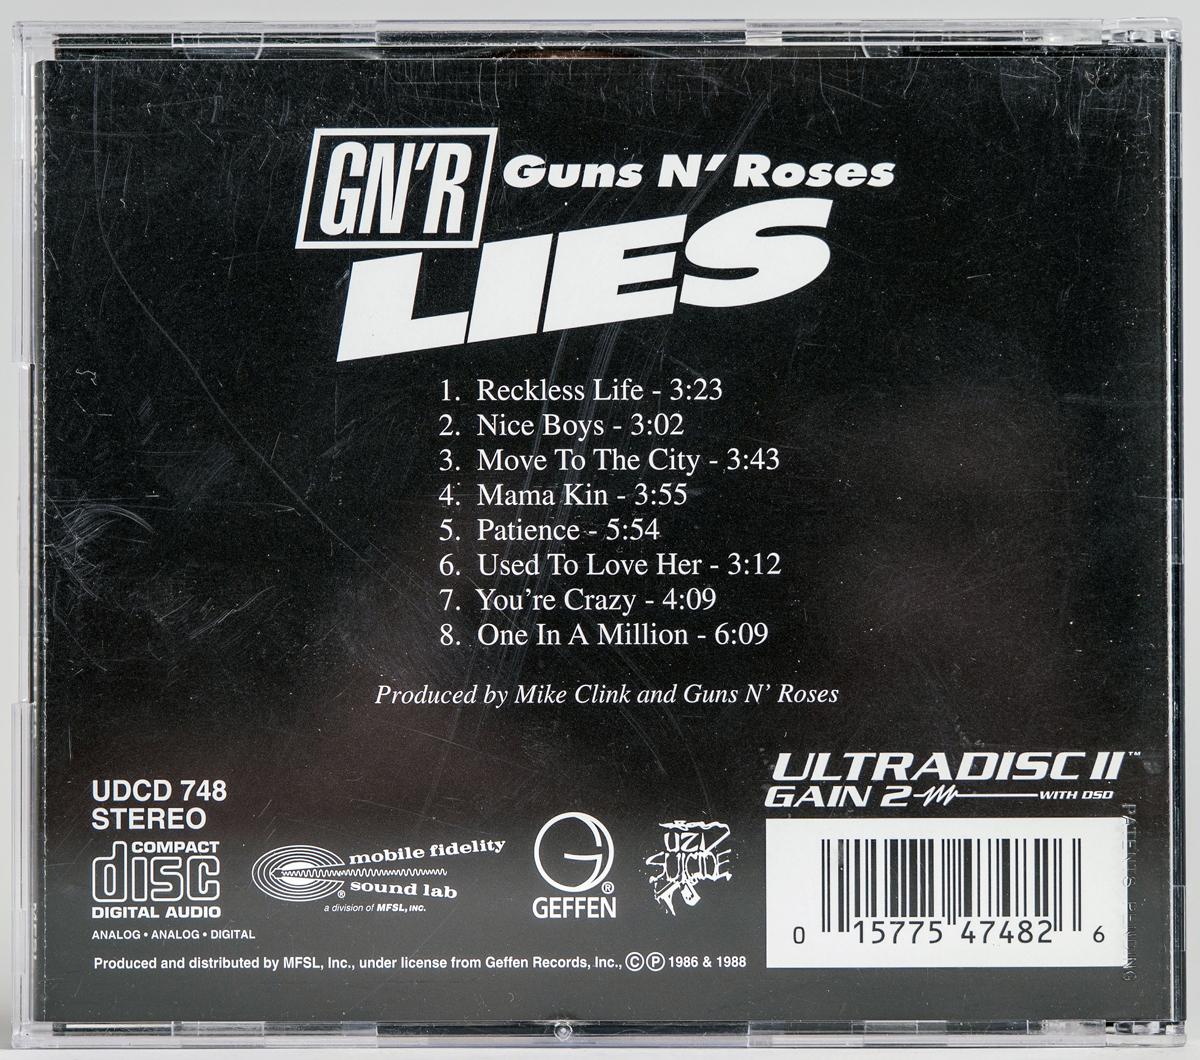 GN'R
Guns N' Roses
LIES
1. Reckless Life - 3:23
2. Nice Boys - 3:02
3. Move To The City - 3:43
4. Mama Kin - 3:55
5. Patience - 5:54
6. Used To Love Her - 3:12
7. You're Crazy - 4:09
8. One In A Million - 6:09
Produced by Mike Clink and Guns N' Roses
ULTRADISC II™
GAIN 2 WITH DSD
UDCD 748
STEREO
COMPACT
disc
DIGITAL AUDIO
ANALOG • ANALOG • DIGITAL
mobile fidelity
sound lab
®
a division of MFSL, INC.
G
®
GEFFEN
UZI
SUICIDE
PATENTS PENDING
0 15775 47482 6
Produced and distributed by MFSL, Inc., under license from Geffen Records, Inc., Ⓒ Ⓟ 1986 & 1988